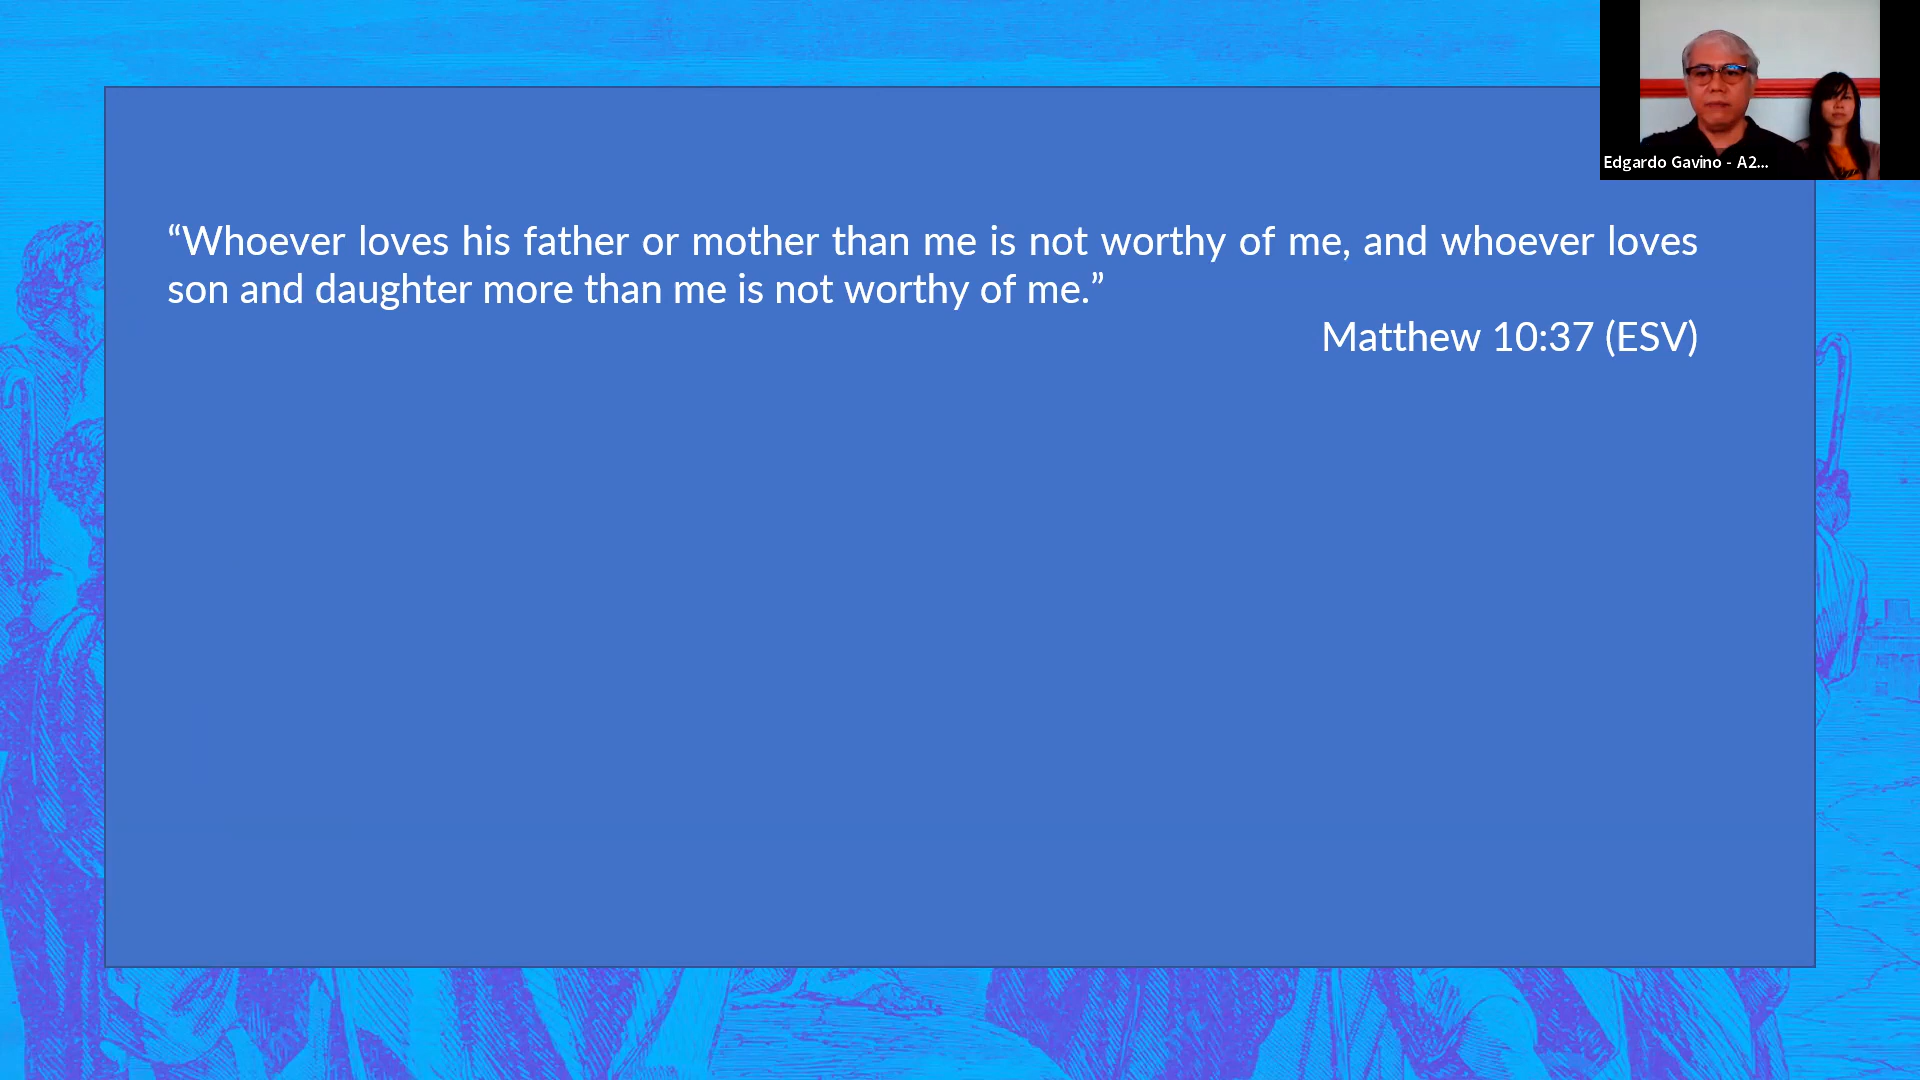 “Whoever loves his father or mother than me is not worthy of me, and whoever loves
son and daughter more than me is not worthy of me.”
Matthew 10:37 (ESV)
Edgardo Gavino - A2...